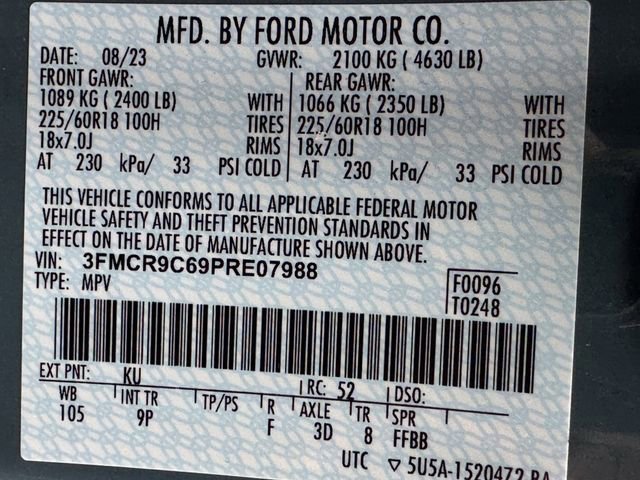 MFD. BY FORD MOTOR CO.
DATE: 08/23 GVWR: 2100 KG ( 4630 LB)
FRONT GAWR: REAR GAWR:
1089 KG ( 2400 LB) WITH 1066 KG ( 2350 LB) WITH
225/60R18 100H TIRES 225/60R18 100H TIRES
18x7.0J RIMS 18x7.0J RIMS
AT 230 kPa/ 33 PSI COLD AT 230 kPa/ 33 PSI COLD
THIS VEHICLE CONFORMS TO ALL APPLICABLE FEDERAL MOTOR
VEHICLE SAFETY AND THEFT PREVENTION STANDARDS IN
EFFECT ON THE DATE OF MANUFACTURE SHOWN ABOVE.
VIN: 3FMCR9C69PRE07988 F0096
TYPE: MPV T0248
EXT PNT: KU RC: 52 DSO:
WB INT TR TP/PS R AXLE TR SPR
105 9P F 3D 8 FFBB
UTC ▽ 5U5A-1520472 BA